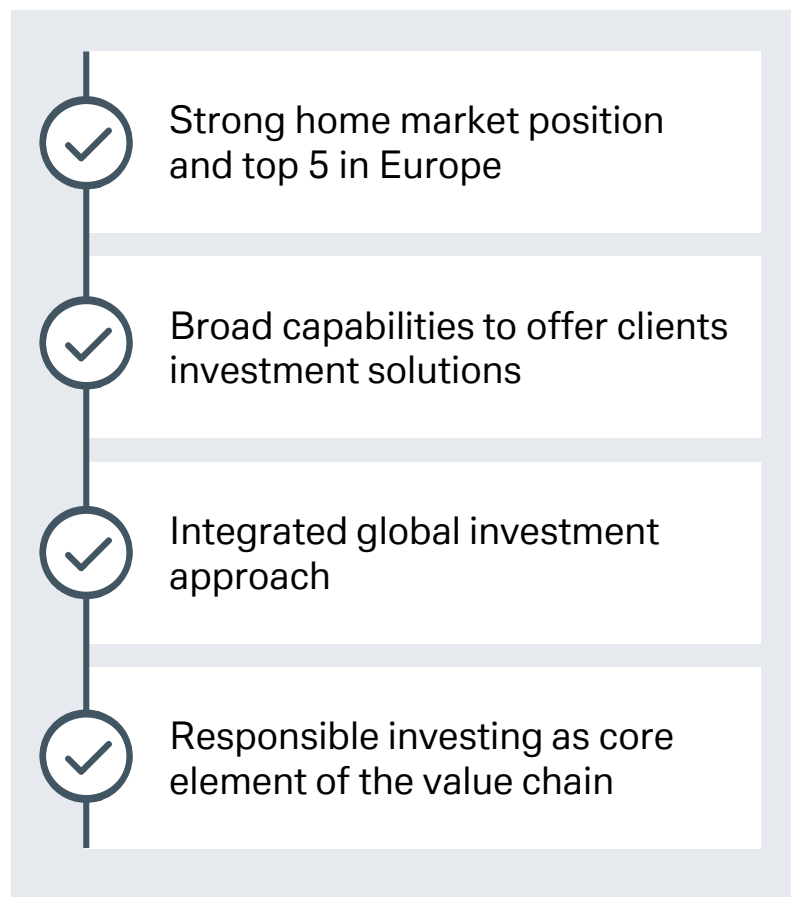 Strong home market position
and top 5 in Europe
Broad capabilities to offer clients
investment solutions
Integrated global investment
approach
Responsible investing as core
element of the value chain